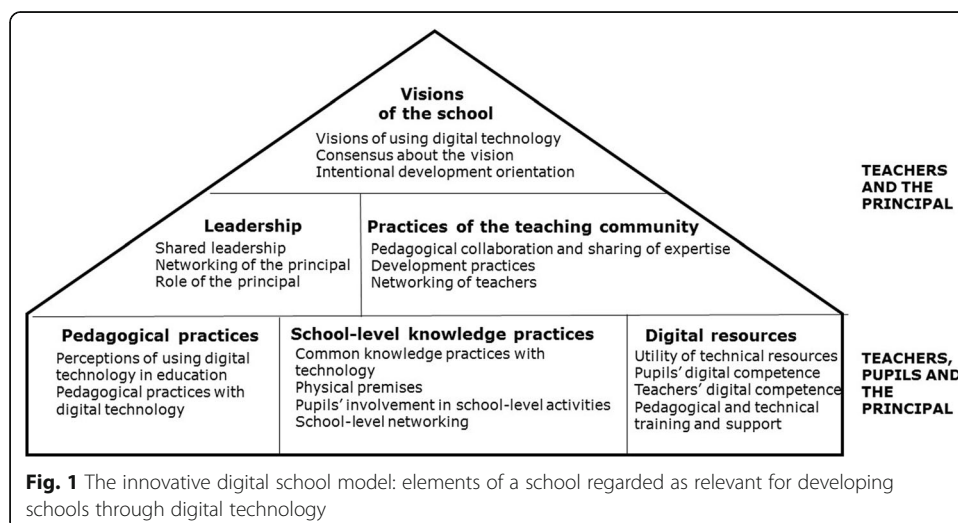 Visions
of the school
Visions of using digital technology
Consensus about the vision
Intentional development orientation
TEACHERS
AND THE
PRINCIPAL
Leadership
Shared leadership
Networking of the principal
Role of the principal
Practices of the teaching community
Pedagogical collaboration and sharing of expertise
Development practices
Networking of teachers
Pedagogical practices
Perceptions of using digital
technology in education
Pedagogical practices with
digital technology
School-level knowledge practices
Common knowledge practices with
technology
Physical premises
Pupils' involvement in school-level activities
School-level networking
Digital resources
Utility of technical resources
Pupils' digital competence
Teachers' digital competence
Pedagogical and technical
training and support
TEACHERS,
PUPILS AND
THE
PRINCIPAL
Fig. 1 The innovative digital school model: elements of a school regarded as relevant for developing
schools through digital technology